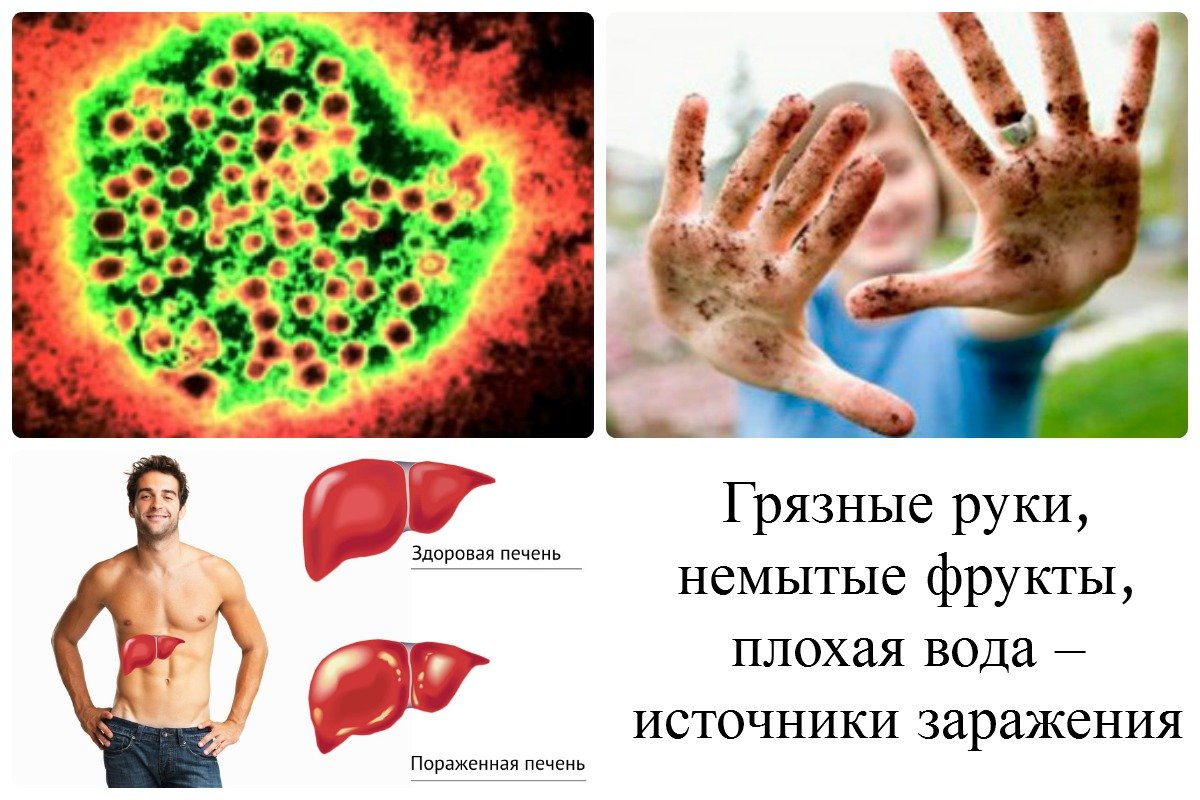 Здоровая печень
Пораженная печень
Грязные руки,
немытые фрукты,
плохая вода –
источники заражения